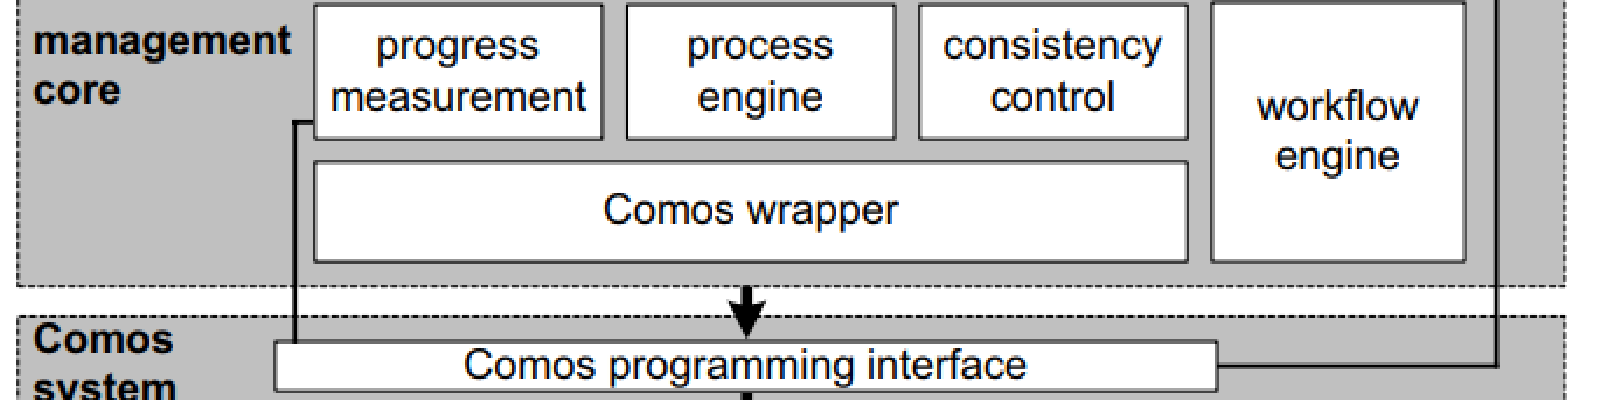 management
core
progress
measurement
process
engine
consistency
control
workflow
engine
Comos wrapper
Comos
system
Comos programming interface